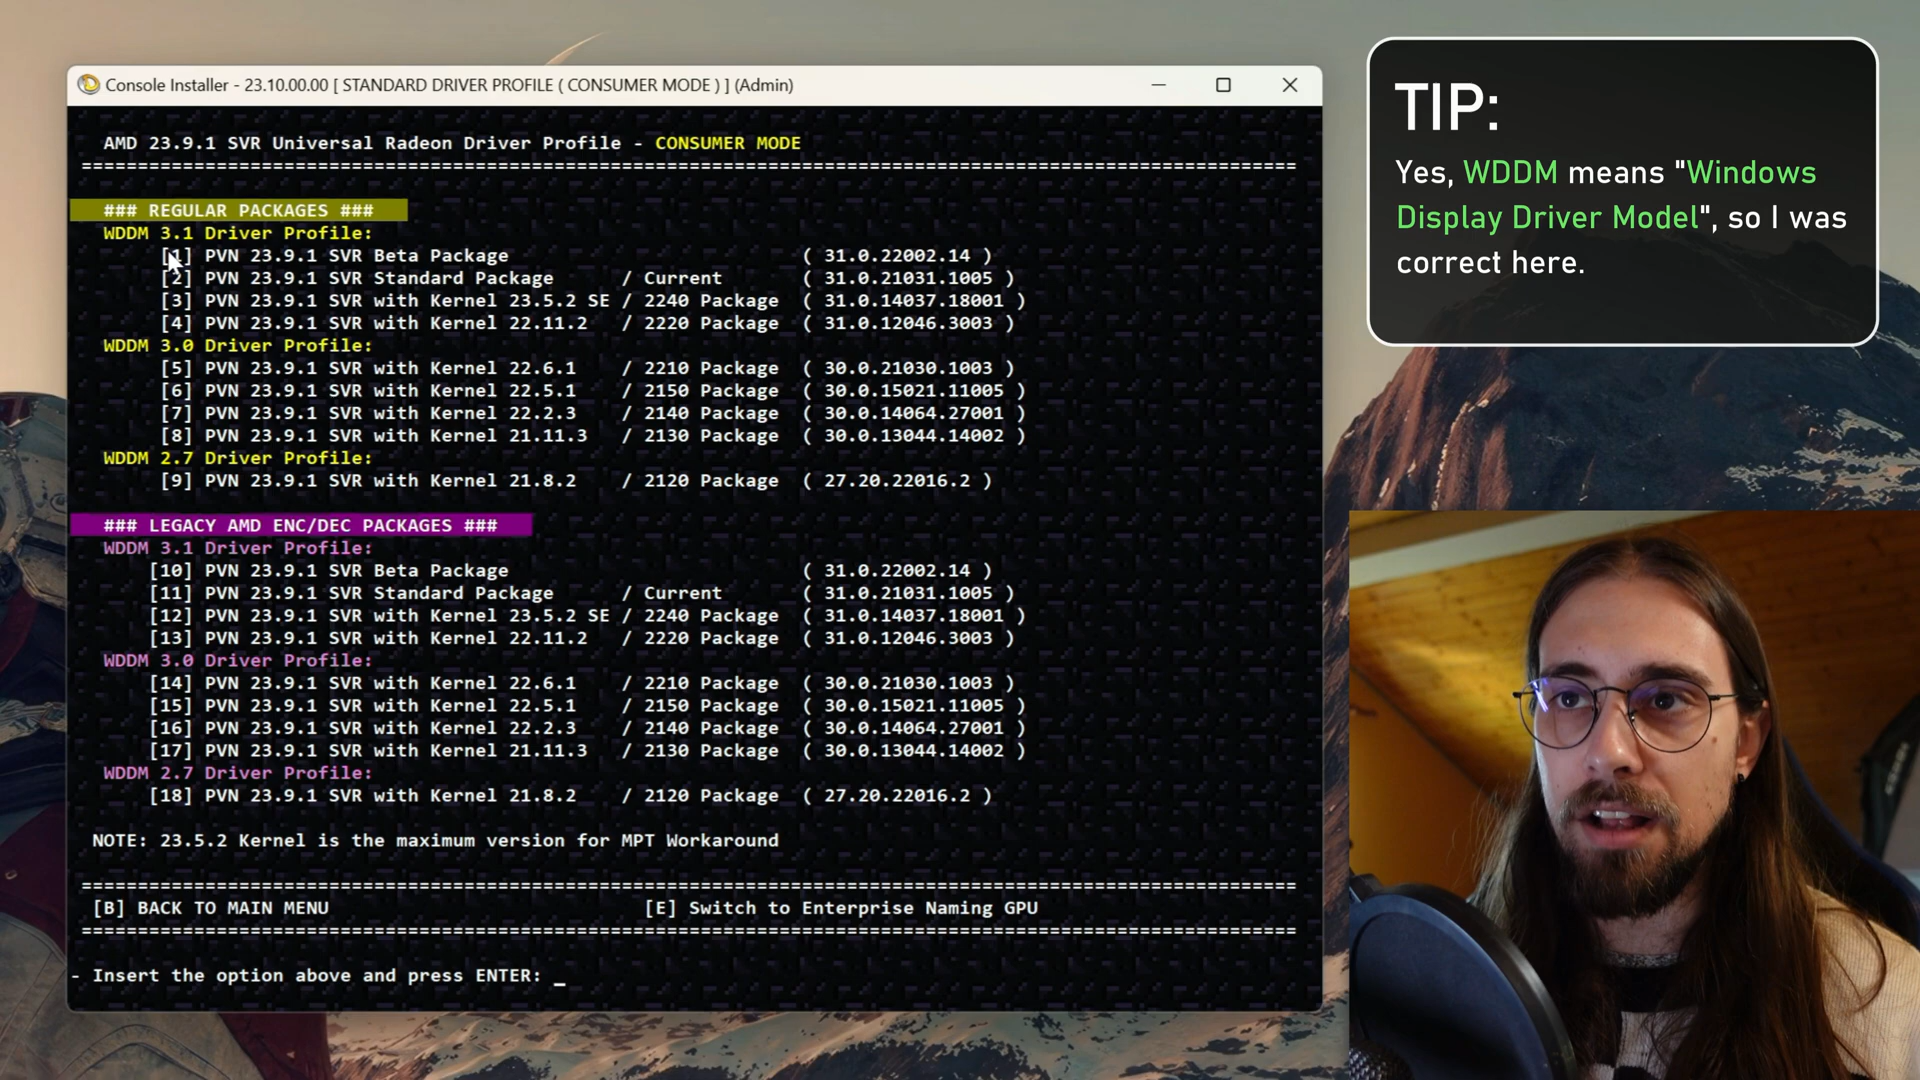 Console Installer - 23.10.00.00 [ STANDARD DRIVER PROFILE ( CONSUMER MODE ) ] (Admin)
AMD 23.9.1 SVR Universal Radeon Driver Profile - CONSUMER MODE
### REGULAR PACKAGES ###
WDDM 3.1 Driver Profile:
[1] PVN 23.9.1 SVR Beta Package ( 31.0.22002.14 )
[2] PVN 23.9.1 SVR Standard Package / Current ( 31.0.21031.1005 )
[3] PVN 23.9.1 SVR with Kernel 23.5.2 SE / 2240 Package ( 31.0.14037.18001 )
[4] PVN 23.9.1 SVR with Kernel 22.11.2 / 2220 Package ( 31.0.12046.3003 )
WDDM 3.0 Driver Profile:
[5] PVN 23.9.1 SVR with Kernel 22.6.1 / 2210 Package ( 30.0.21030.1003 )
[6] PVN 23.9.1 SVR with Kernel 22.5.1 / 2150 Package ( 30.0.15021.11005 )
[7] PVN 23.9.1 SVR with Kernel 22.2.3 / 2140 Package ( 30.0.14064.27001 )
[8] PVN 23.9.1 SVR with Kernel 21.11.3 / 2130 Package ( 30.0.13044.14002 )
WDDM 2.7 Driver Profile:
[9] PVN 23.9.1 SVR with Kernel 21.8.2 / 2120 Package ( 27.20.22016.2 )
### LEGACY AMD ENC/DEC PACKAGES ###
WDDM 3.1 Driver Profile:
[10] PVN 23.9.1 SVR Beta Package ( 31.0.22002.14 )
[11] PVN 23.9.1 SVR Standard Package / Current ( 31.0.21031.1005 )
[12] PVN 23.9.1 SVR with Kernel 23.5.2 SE / 2240 Package ( 31.0.14037.18001 )
[13] PVN 23.9.1 SVR with Kernel 22.11.2 / 2220 Package ( 31.0.12046.3003 )
WDDM 3.0 Driver Profile:
[14] PVN 23.9.1 SVR with Kernel 22.6.1 / 2210 Package ( 30.0.21030.1003 )
[15] PVN 23.9.1 SVR with Kernel 22.5.1 / 2150 Package ( 30.0.15021.11005 )
[16] PVN 23.9.1 SVR with Kernel 22.2.3 / 2140 Package ( 30.0.14064.27001 )
[17] PVN 23.9.1 SVR with Kernel 21.11.3 / 2130 Package ( 30.0.13044.14002 )
WDDM 2.7 Driver Profile:
[18] PVN 23.9.1 SVR with Kernel 21.8.2 / 2120 Package ( 27.20.22016.2 )
NOTE: 23.5.2 Kernel is the maximum version for MPT Workaround
[B] BACK TO MAIN MENU [E] Switch to Enterprise Naming GPU
- Insert the option above and press ENTER: _
TIP:
Yes, WDDM means "Windows
Display Driver Model", so I was
correct here.